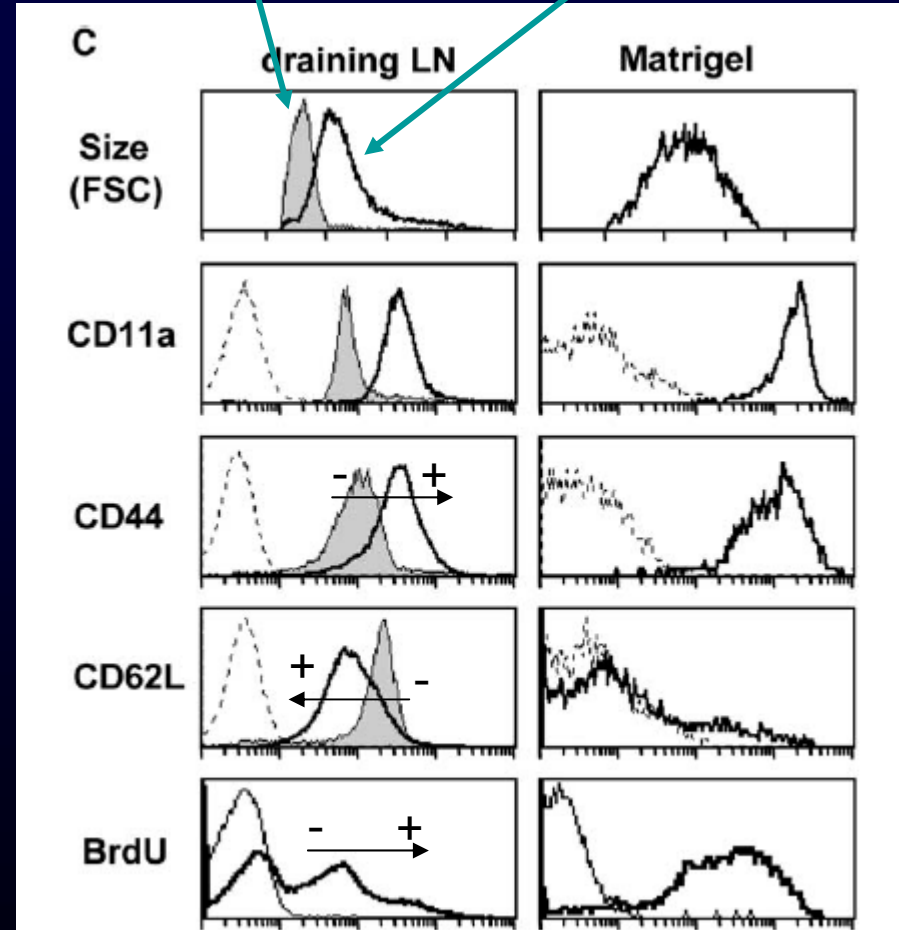 C
draining LN Matrigel
Size
(FSC)
CD11a
CD44
- +
CD62L
+ -
BrdU
- +